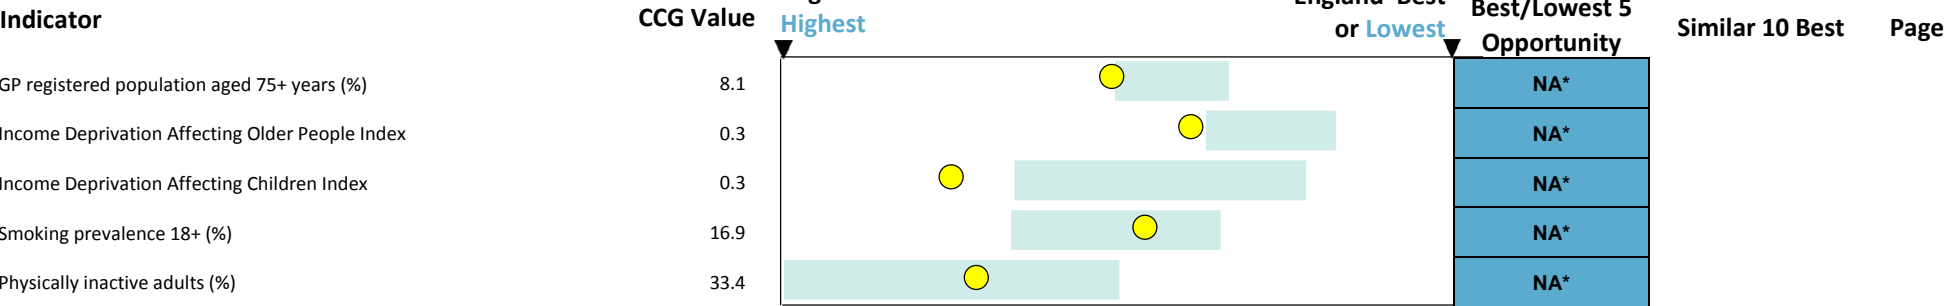 Indicator CCG Value Highest or Lowest Best/Lowest 5 Opportunity Similar 10 Best Page
GP registered population aged 75+ years (%) 8.1 NA*
Income Deprivation Affecting Older People Index 0.3 NA*
Income Deprivation Affecting Children Index 0.3 NA*
Smoking prevalence 18+ (%) 16.9 NA*
Physically inactive adults (%) 33.4 NA*